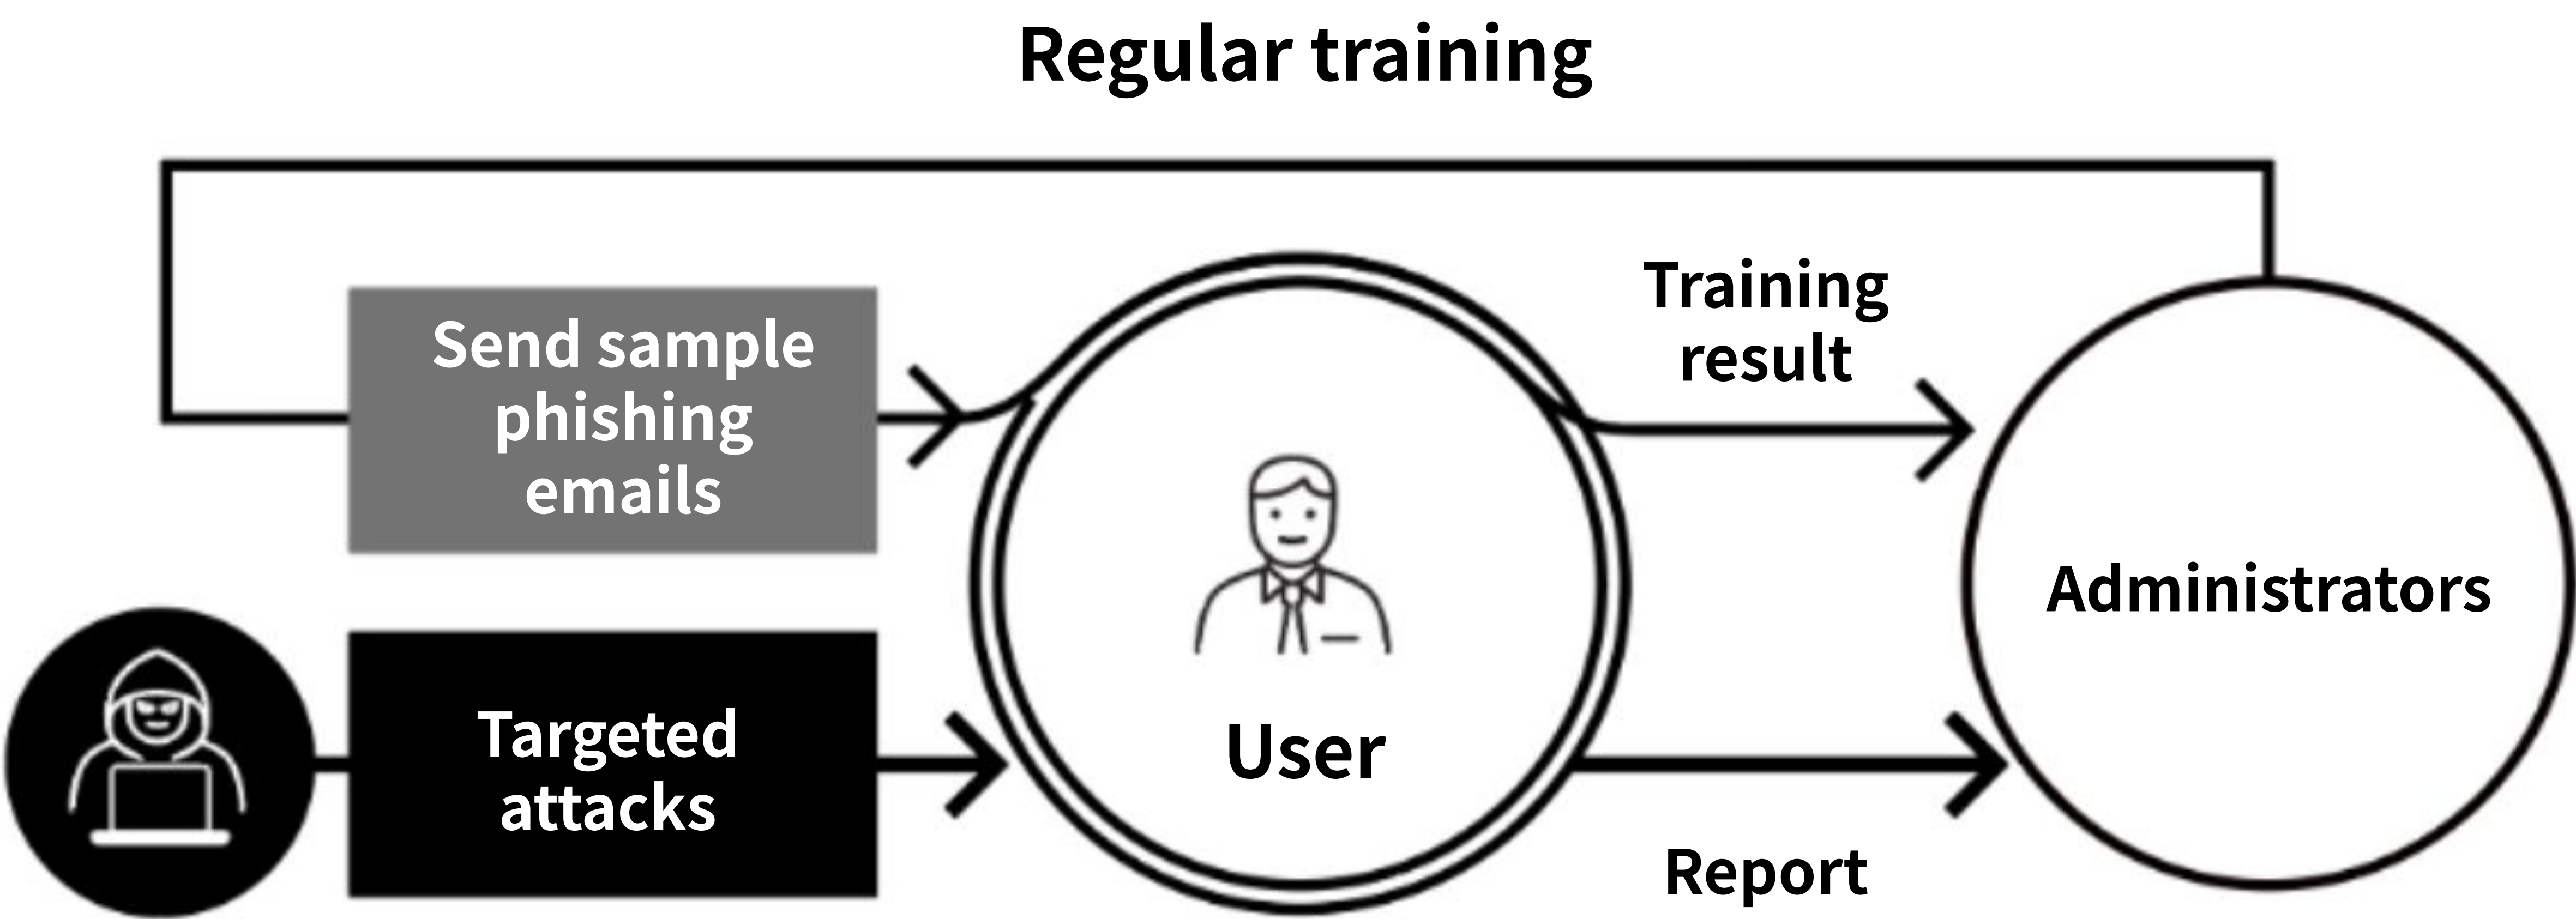 Regular training
Send sample
phishing
emails
Training
result
Administrators
Targeted
attacks
User
Report